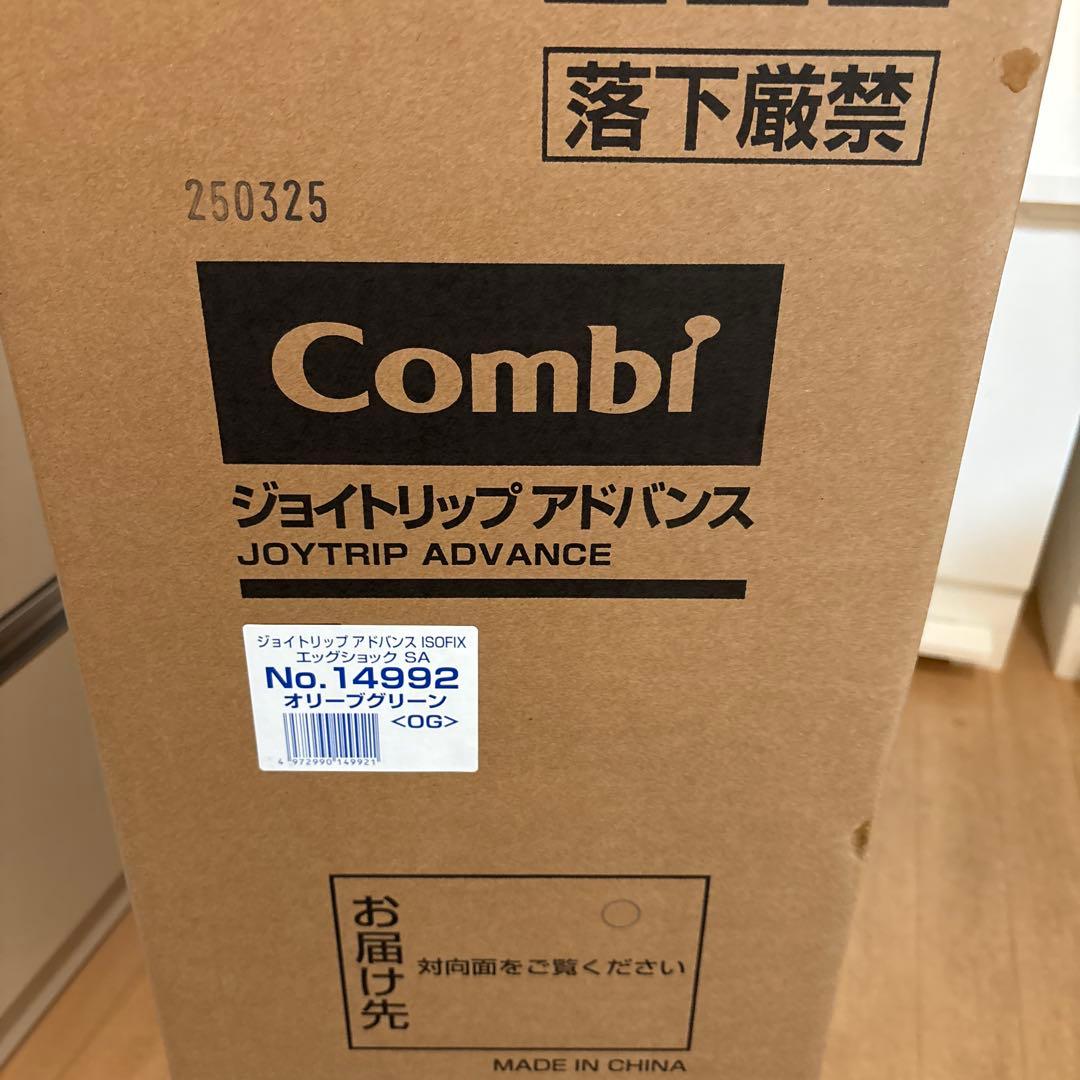 落下厳禁
250325
Combi
ジョイトリップ アドバンス
JOYTRIP ADVANCE
ジョイトリップ アドバンス ISOFIX
エッグショック SA
No.14992
オリーブグリーン
<OG>
4 972990 149921
お届け先
対向面をご覧ください
MADE IN CHINA